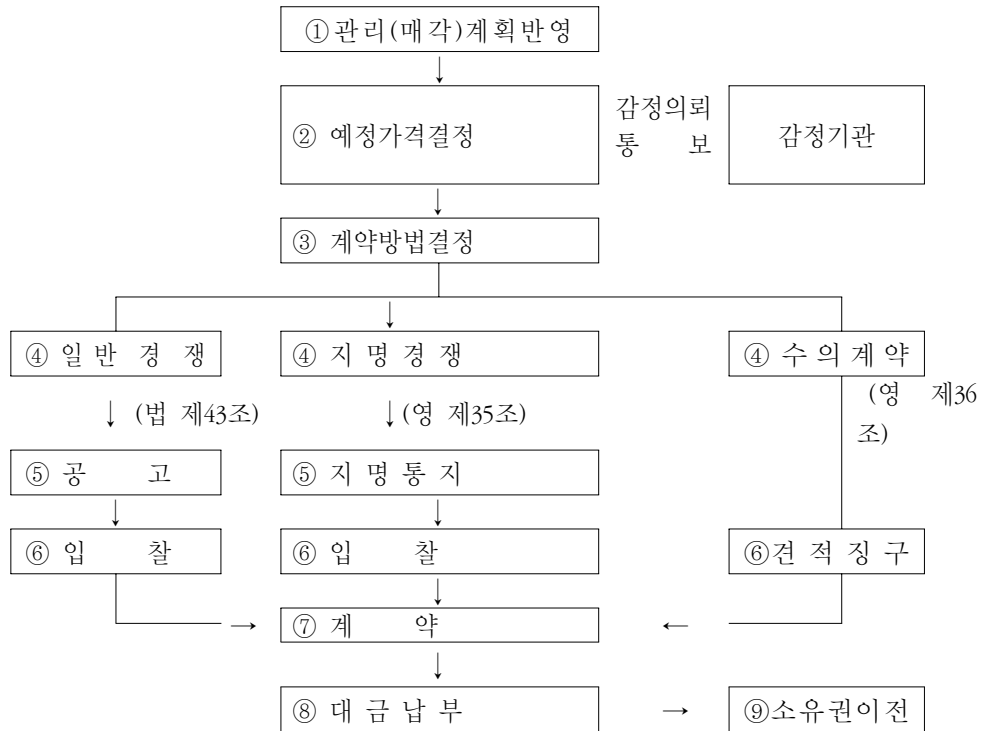 ①관리(매각)계획반영
↓
② 예정가격결정
감정의뢰
통 보
감정기관
↓
③ 계약방법결정
↓
④ 일 반 경 쟁
④ 지 명 경 쟁
④ 수 의 계 약
↓ (법 제43조)
↓ (영 제35조)
(영 제36
조)
⑤ 공 고
⑤ 지 명 통 지
↓
↓
⑥ 입 찰
⑥ 입 찰
⑥견 적 징 구
↓
→
⑦ 계 약
←
↓
⑧ 대 금 납 부
→
⑨소유권이전